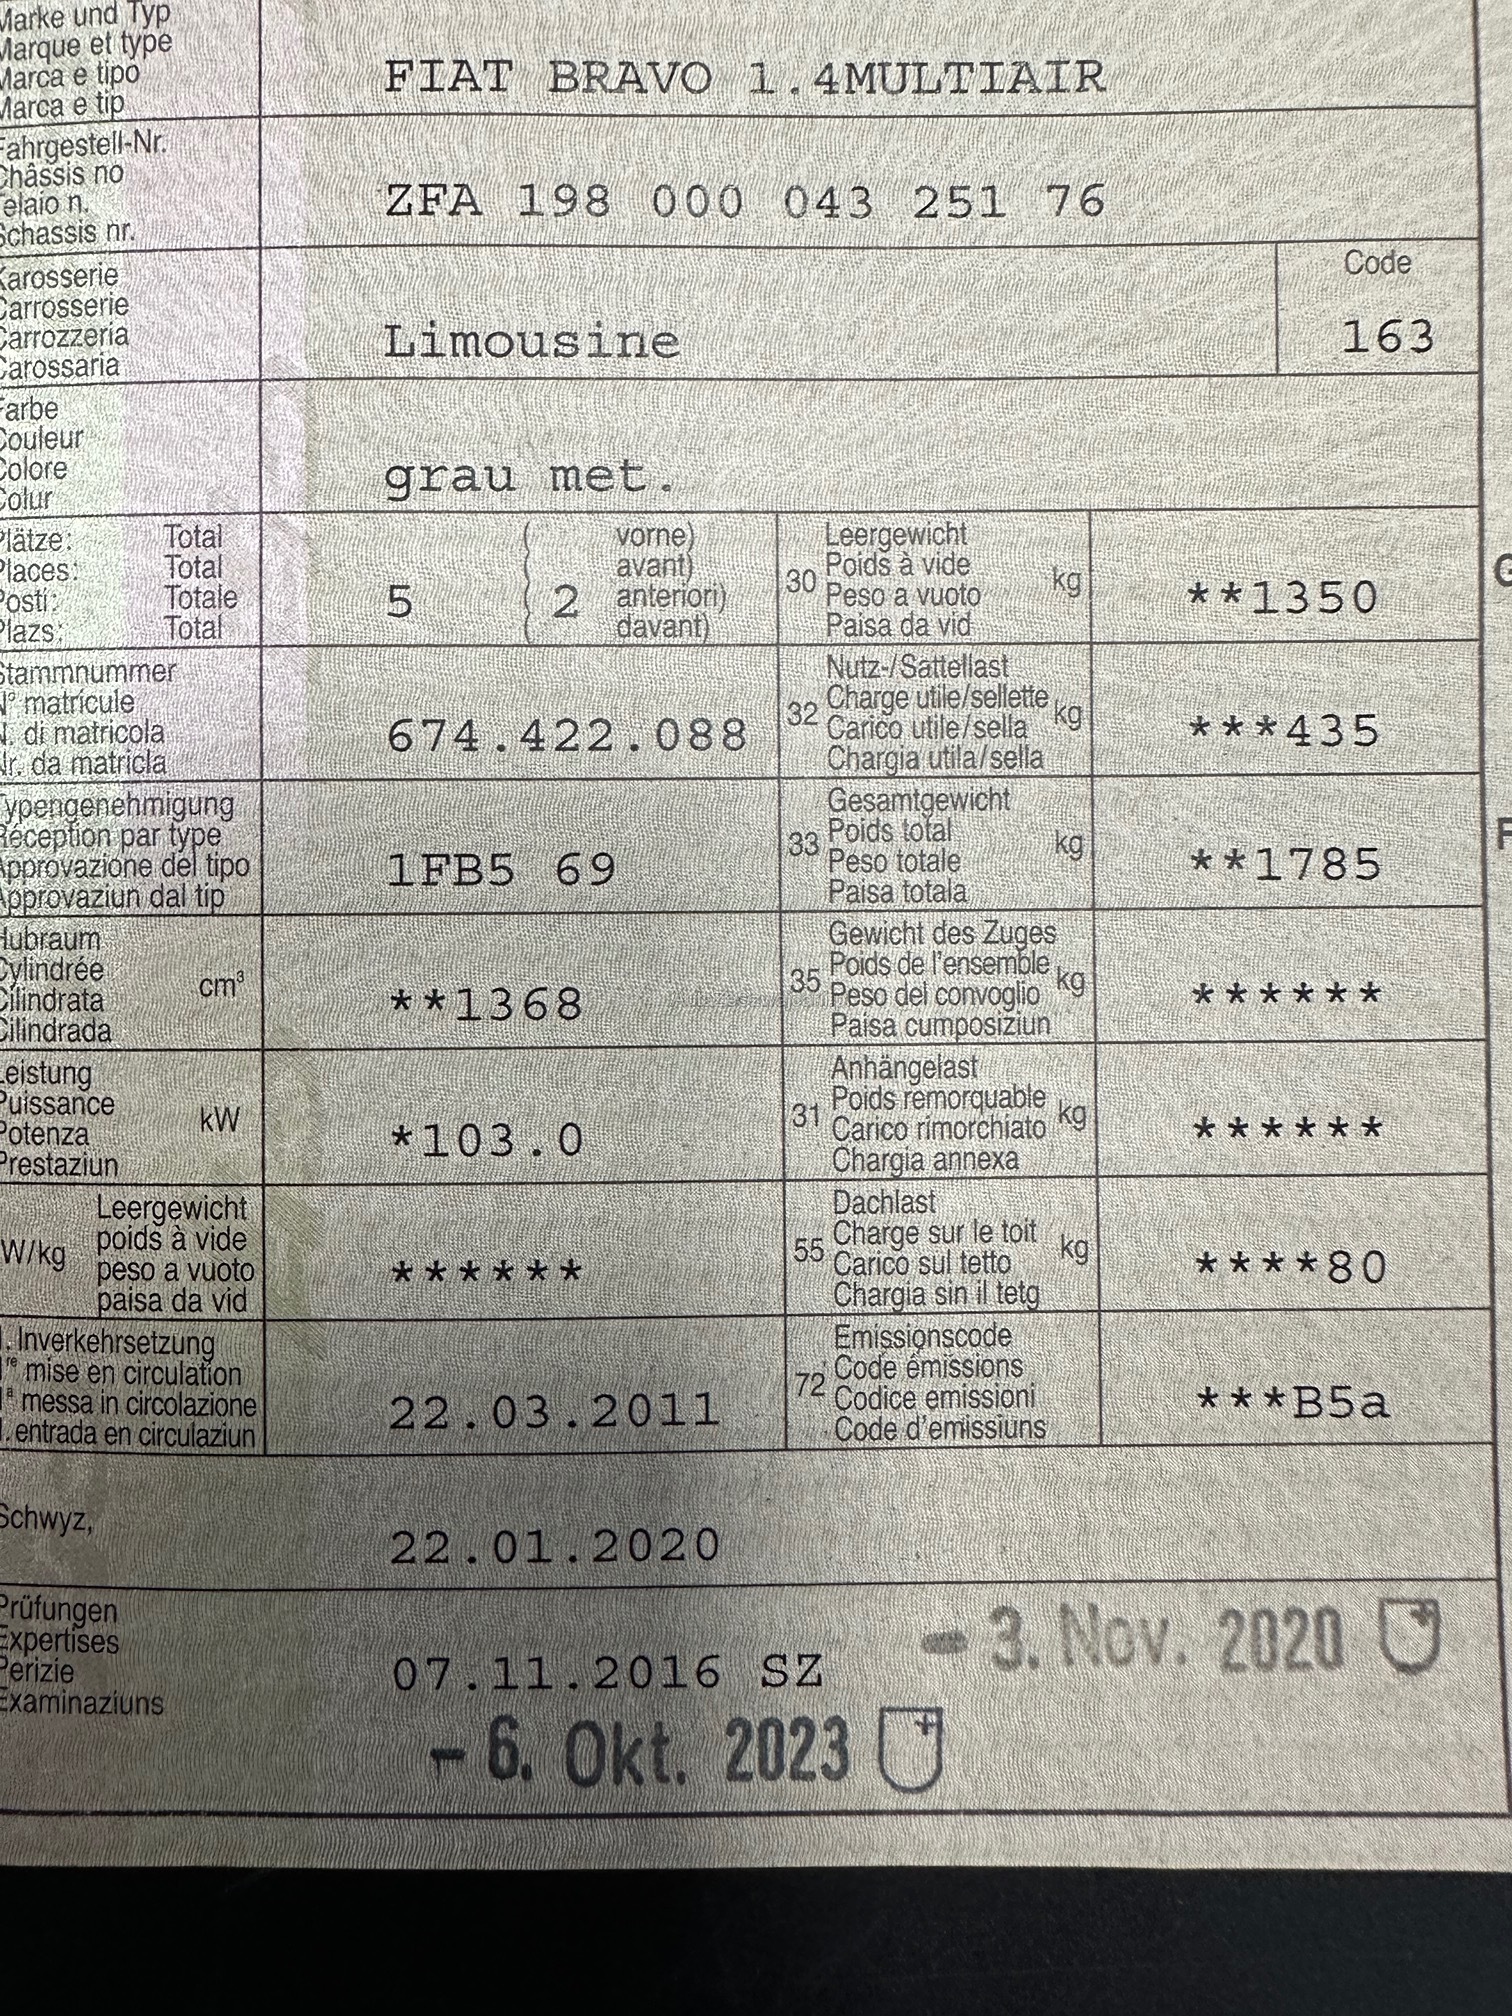 Marke und Typ
Marque et type
Marca e tipo
Marca e tip
FIAT BRAVO 1.4MULTIAIR
Fahrgestell-Nr.
Châssis no
Telaio n.
Schassis nr.
ZFA 198 000 043 251 76
Karosserie
Carrosserie
Carrozzeria
Carossaria
Limousine
Code
163
Farbe
Couleur
Colore
Colur
grau met.
Plätze: Total
Places: Total
Posti: Totale
Plazs: Total
5
( 2 vorne)
avant)
anteriori)
davant)
30 Leergewicht
Poids à vide
Peso a vuoto
Paisa da vid
kg
**1350
Stammnummer
N° matricule
N. di matricola
Nr. da matricla
674.422.088
32 Nutz-/Sattellast
Charge utile/sellette
Carico utile/sella
Chargia utila/sella
kg
***435
Typengenehmigung
Réception par type
Approvazione del tipo
Approvaziun dal tip
1FB5 69
33 Gesamtgewicht
Poids total
Peso totale
Paisa totala
kg
**1785
Hubraum
Cylindrée
Cilindrata
Cilindrada
cm³
**1368
35 Gewicht des Zuges
Poids de l'ensemble
Peso del convoglio
Paisa cumposiziun
kg
******
Leistung
Puissance
Potenza
Prestaziun
kW
*103.0
31 Anhängelast
Poids remorquable
Carico rimorchiato
Chargia annexa
kg
******
W/kg
Leergewicht
poids à vide
peso a vuoto
paisa da vid
******
55 Dachlast
Charge sur le toit
Carico sul tetto
Chargia sin il tetg
kg
****80
1. Inverkehrsetzung
1re mise en circulation
1a messa in circolazione
1. entrada en circulaziun
22.03.2011
72 Emissionscode
Code émissions
Codice emissioni
Code d'emissiuns
***B5a
Schwyz,
22.01.2020
Prüfungen
Expertises
Perizie
Examinaziuns
07.11.2016 SZ
- 3. Nov. 2020
- 6. Okt. 2023